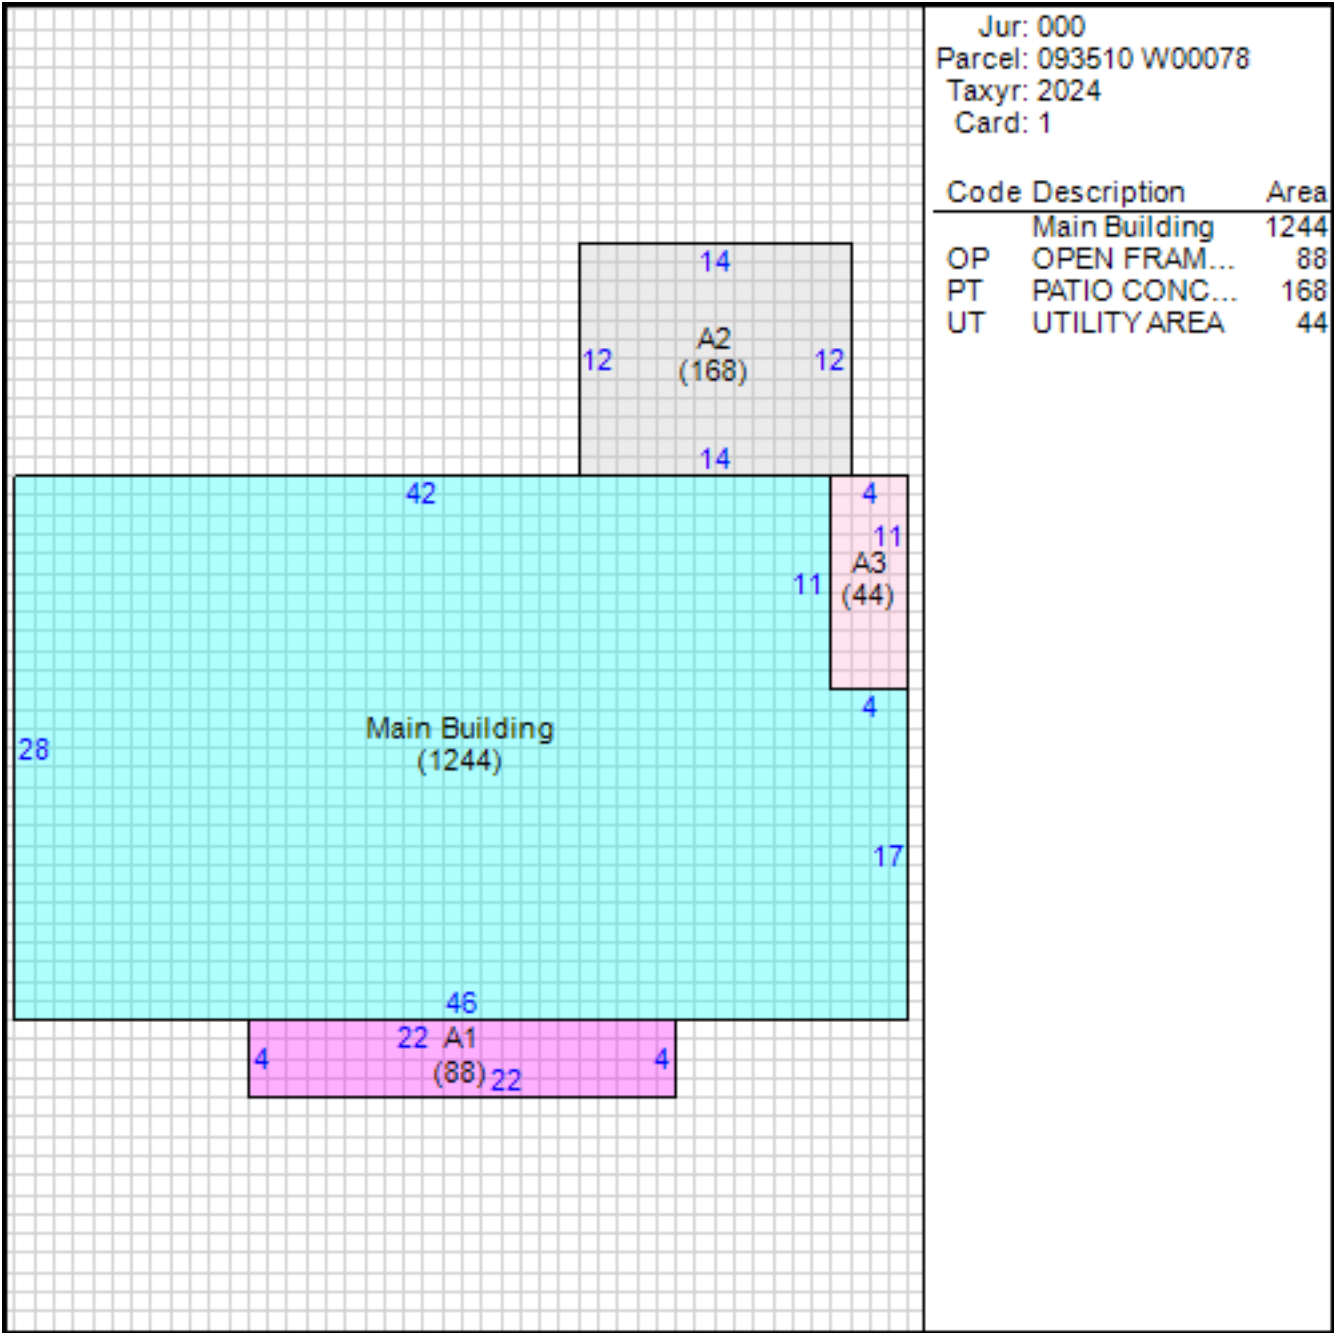 Jur: 000
Parcel: 093510 W00078
Taxyr: 2024
Card: 1
Code Description Area
Main Building 1244
OP OPEN FRAM... 88
PT PATIO CONC... 168
UT UTILITY AREA 44
14
A2
12 12
(168)
14
42 4
11
A3
11 (44)
4
Main Building
28
(1244)
17
46
22 A1
4 4
(88) 22